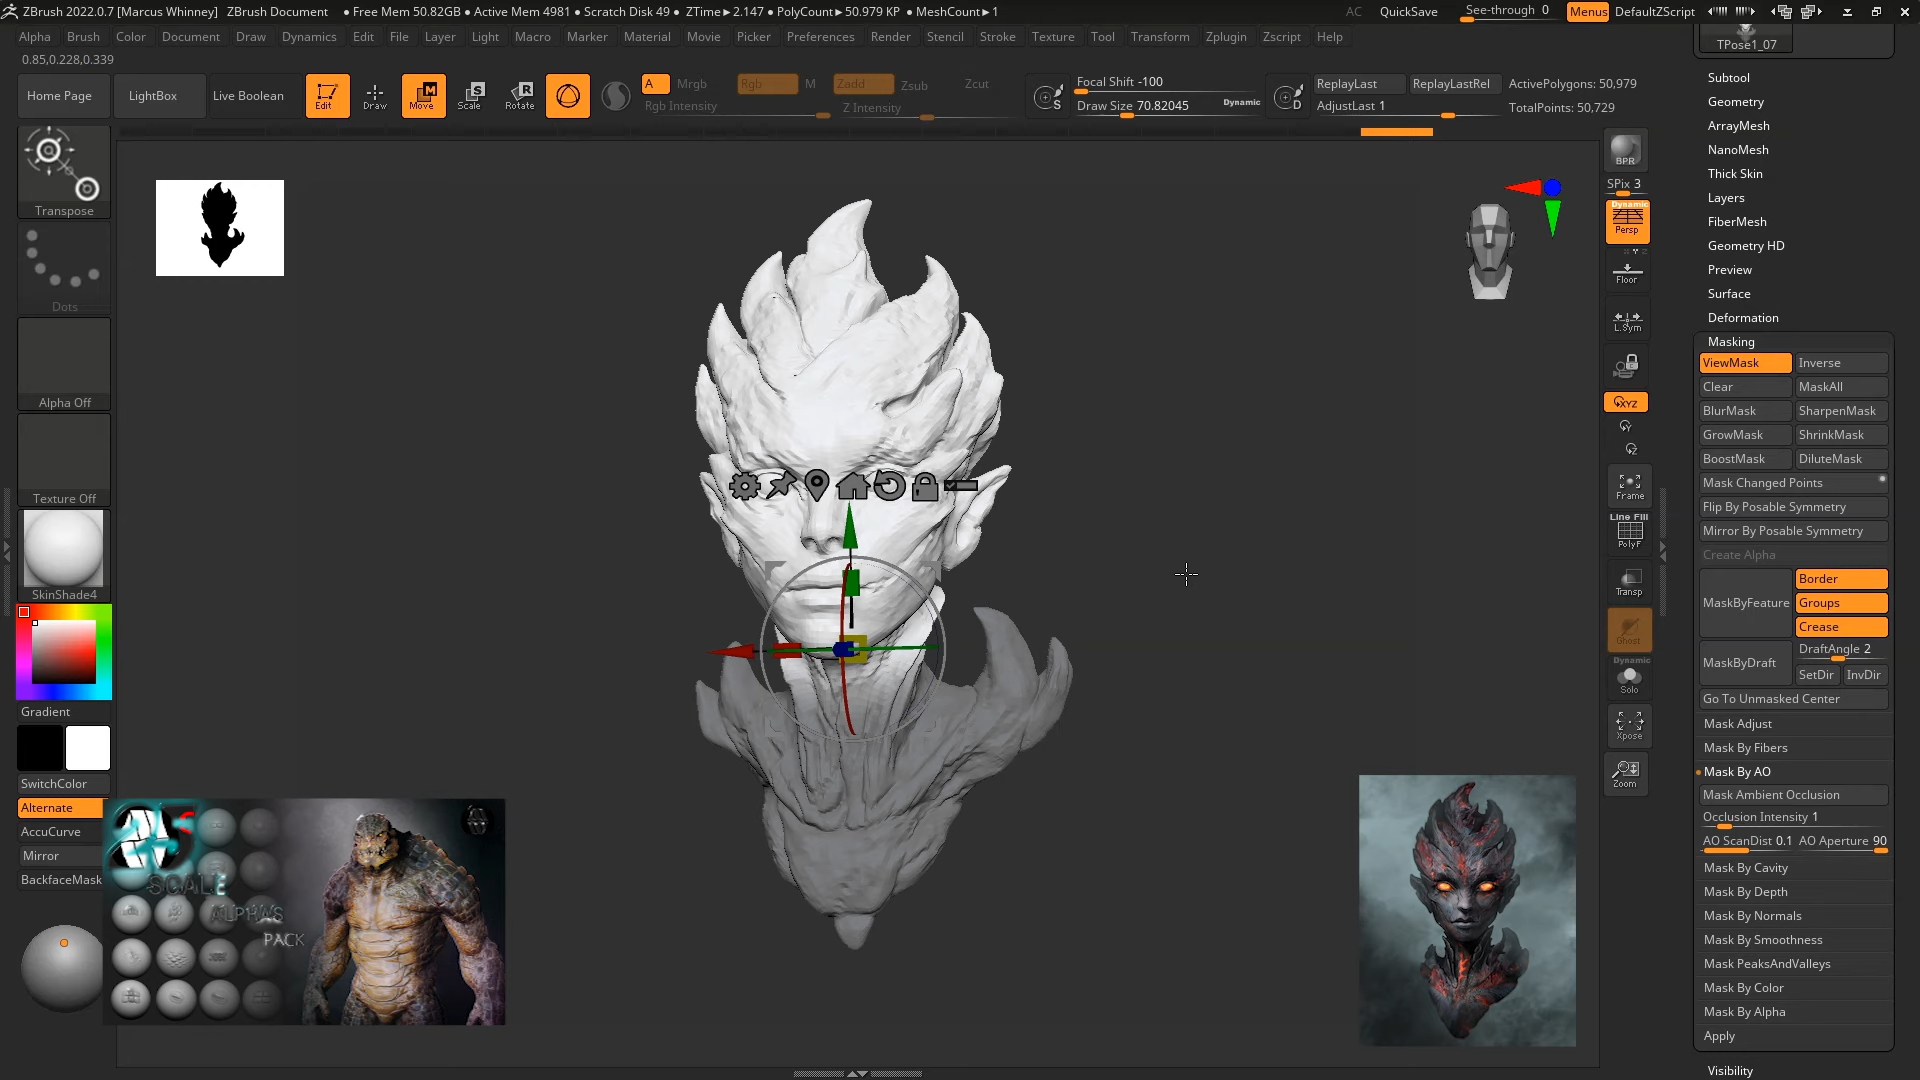 ZBrush 2022.0.7 [Marcus Whinney] ZBrush Document ● Free Mem 50.82GB ● Active Mem 4981 ● Scratch Disk 49 ● ZTime►2.147 ● PolyCount►50.979 KP ● MeshCount►1 AC QuickSave See-through 0 Menus DefaultZScript
Alpha Brush Color Document Draw Dynamics Edit File Layer Light Macro Marker Material Movie Picker Preferences Render Stencil Stroke Texture Tool Transform Zplugin Zscript Help
TPose1_07
0.85,0.228,0.339
Home Page
LightBox
Live Boolean
Edit
Draw
Move
Scale
Rotate
A Mrgb Rgb M Zadd Zsub Zcut
Rgb Intensity Z Intensity
Focal Shift -100
Draw Size 70.82045 Dynamic
ReplayLast ReplayLastRel
AdjustLast 1
ActivePolygons: 50,979
TotalPoints: 50,729
Transpose
Dots
Alpha Off
Texture Off
SkinShade4
Gradient
SwitchColor
Alternate
AccuCurve
Mirror
BackfaceMask
SCALE
ALPHAS
PACK
BPR
SPix 3
Dynamic
Persp
Floor
L.Sym
XYZ
Y
Z
Frame
Line Fill
PolyF
Transp
Ghost
Dynamic
Solo
Xpose
Zoom
Subtool
Geometry
ArrayMesh
NanoMesh
Thick Skin
Layers
FiberMesh
Geometry HD
Preview
Surface
Deformation
Masking
ViewMask Inverse
Clear MaskAll
BlurMask SharpenMask
GrowMask ShrinkMask
BoostMask DiluteMask
Mask Changed Points
Flip By Posable Symmetry
Mirror By Posable Symmetry
Create Alpha
MaskByFeature
Border
Groups
Crease
MaskByDraft
DraftAngle 2
SetDir InvDir
Go To Unmasked Center
Mask Adjust
Mask By Fibers
Mask By AO
Mask Ambient Occlusion
Occlusion Intensity 1
AO ScanDist 0.1 AO Aperture 90
Mask By Cavity
Mask By Depth
Mask By Normals
Mask By Smoothness
Mask PeaksAndValleys
Mask By Color
Mask By Alpha
Apply
Visibility